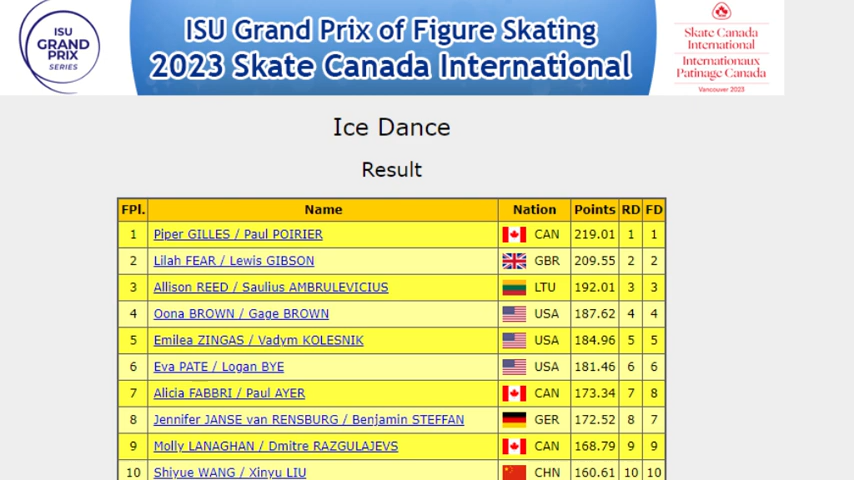 ISU
GRAND
PRIX
SERIES
ISU Grand Prix of Figure Skating
2023 Skate Canada International
Skate Canada
International
Internationaux
Patinage Canada
Vancouver 2023
Ice Dance
Result
FPl. Name Nation Points RD FD
1 Piper GILLES / Paul POIRIER CAN 219.01 1 1
2 Lilah FEAR / Lewis GIBSON GBR 209.55 2 2
3 Allison REED / Saulius AMBRULEVICIUS LTU 192.01 3 3
4 Oona BROWN / Gage BROWN USA 187.62 4 4
5 Emilea ZINGAS / Vadym KOLESNIK USA 184.96 5 5
6 Eva PATE / Logan BYE USA 181.46 6 6
7 Alicia FABBRI / Paul AYER CAN 173.34 7 8
8 Jennifer JANSE van RENSBURG / Benjamin STEFFAN GER 172.52 8 7
9 Molly LANAGHAN / Dmitre RAZGULAJEVS CAN 168.79 9 9
10 Shiyue WANG / Xinyu LIU CHN 160.61 10 10